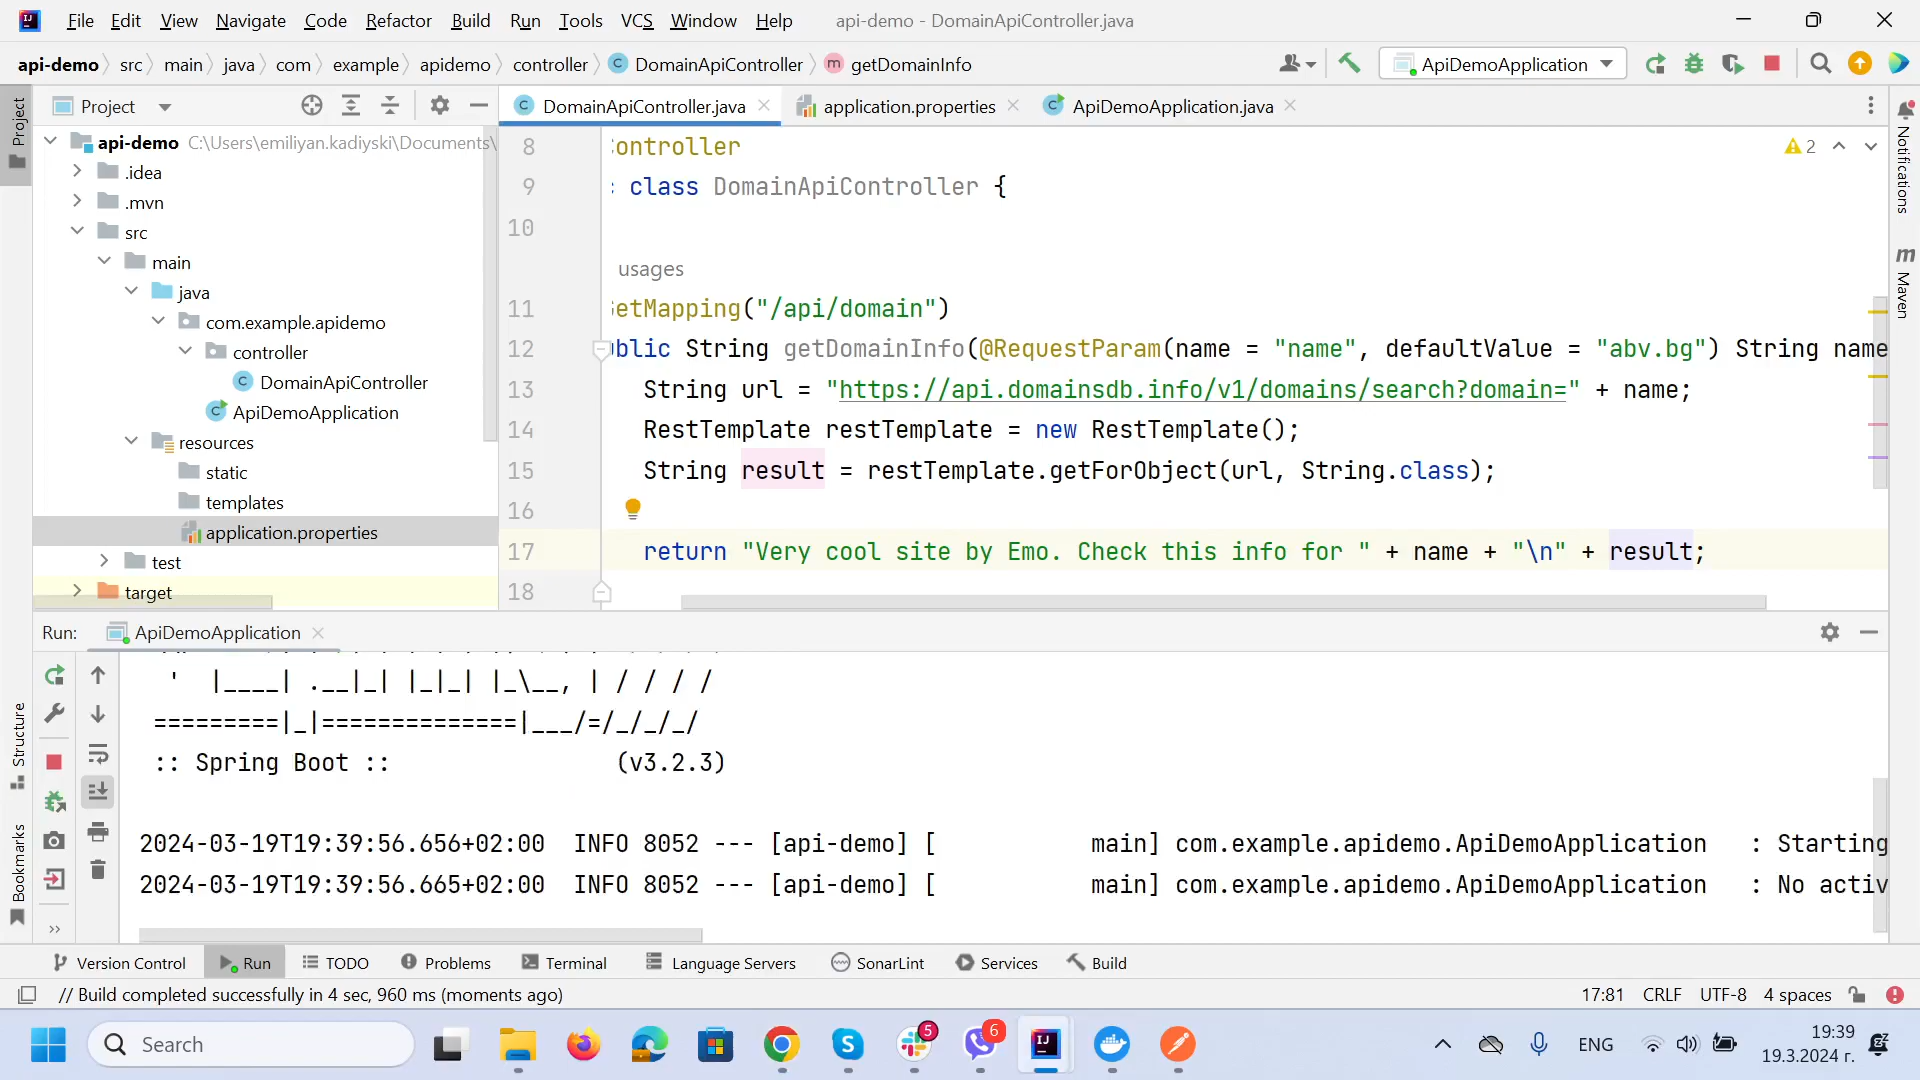 File Edit View Navigate Code Refactor Build Run Tools VCS Window Help api-demo - DomainApiController.java
api-demo src main java com example apidemo controller DomainApiController getDomainInfo ApiDemoApplication
Project
DomainApiController.java application.properties ApiDemoApplication.java
Project
api-demo C:\Users\emiliyan.kadiyski\Documents\
.idea
.mvn
src
main
java
com.example.apidemo
controller
DomainApiController
ApiDemoApplication
resources
static
templates
application.properties
test
target
8 ontroller
2
9 class DomainApiController {
10
usages
11 etMapping("/api/domain")
12 blic String getDomainInfo(@RequestParam(name = "name", defaultValue = "abv.bg") String name
13 String url = "https://api.domainsdb.info/v1/domains/search?domain=" + name;
14 RestTemplate restTemplate = new RestTemplate();
15 String result = restTemplate.getForObject(url, String.class);
16
17 return "Very cool site by Emo. Check this info for " + name + "\n" + result;
18
Notifications
Maven
Run: ApiDemoApplication
' |____| .__|_| |_|_| |_\__, | / / / /
=========|_|==============|___/=/_/_/_/
:: Spring Boot :: (v3.2.3)
2024-03-19T19:39:56.656+02:00 INFO 8052 --- [api-demo] [ main] com.example.apidemo.ApiDemoApplication : Starting
2024-03-19T19:39:56.665+02:00 INFO 8052 --- [api-demo] [ main] com.example.apidemo.ApiDemoApplication : No activ
Structure
Bookmarks
Version Control Run TODO Problems Terminal Language Servers SonarLint Services Build
// Build completed successfully in 4 sec, 960 ms (moments ago) 17:81 CRLF UTF-8 4 spaces
Search 5 6 ENG 19:39
19.3.2024 г.